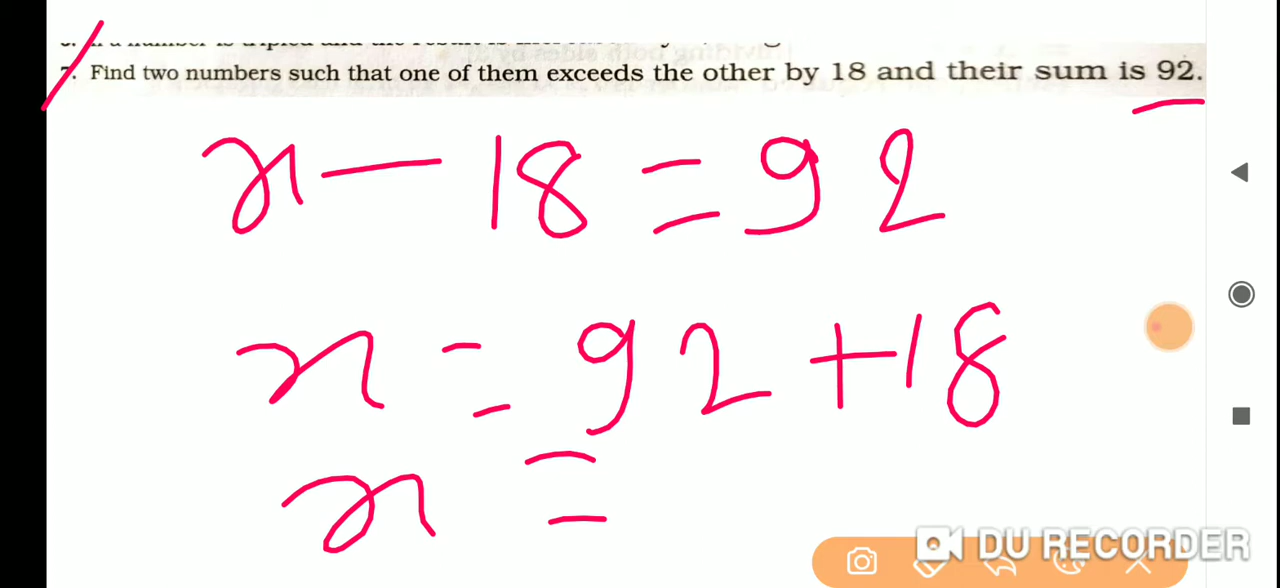 7. Find two numbers such that one of them exceeds the other by 18 and their sum is 92.
x - 18 = 92
x = 92 + 18
x =
DU RECORDER